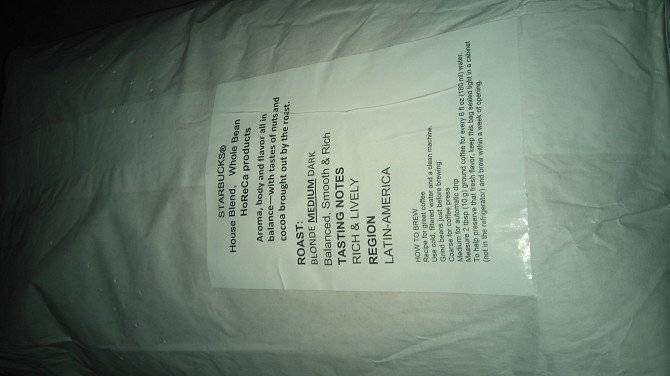 STARBUCKS®
House Blend, Whole Bean
HoReCa products
Aroma, body and flavor all in
balance—with tastes of nuts and
cocoa brought out by the roast.
ROAST:
BLONDE MEDIUM DARK
Balanced, Smooth & Rich
TASTING NOTES
RICH & LIVELY
REGION
LATIN-AMERICA
HOW TO BREW
Recipe for great coffee
Use cold, filtered water and a clean machine.
Grind beans just before brewing:
Coarse for coffee press
Medium for automatic drip
Measure 2 tbsp (10 g) ground coffee for every 6 fl oz (180 ml) water.
To help preserve that fresh flavor, keep this bag sealed tight in a cabinet
(not in the refrigerator) and brew within a week of opening.